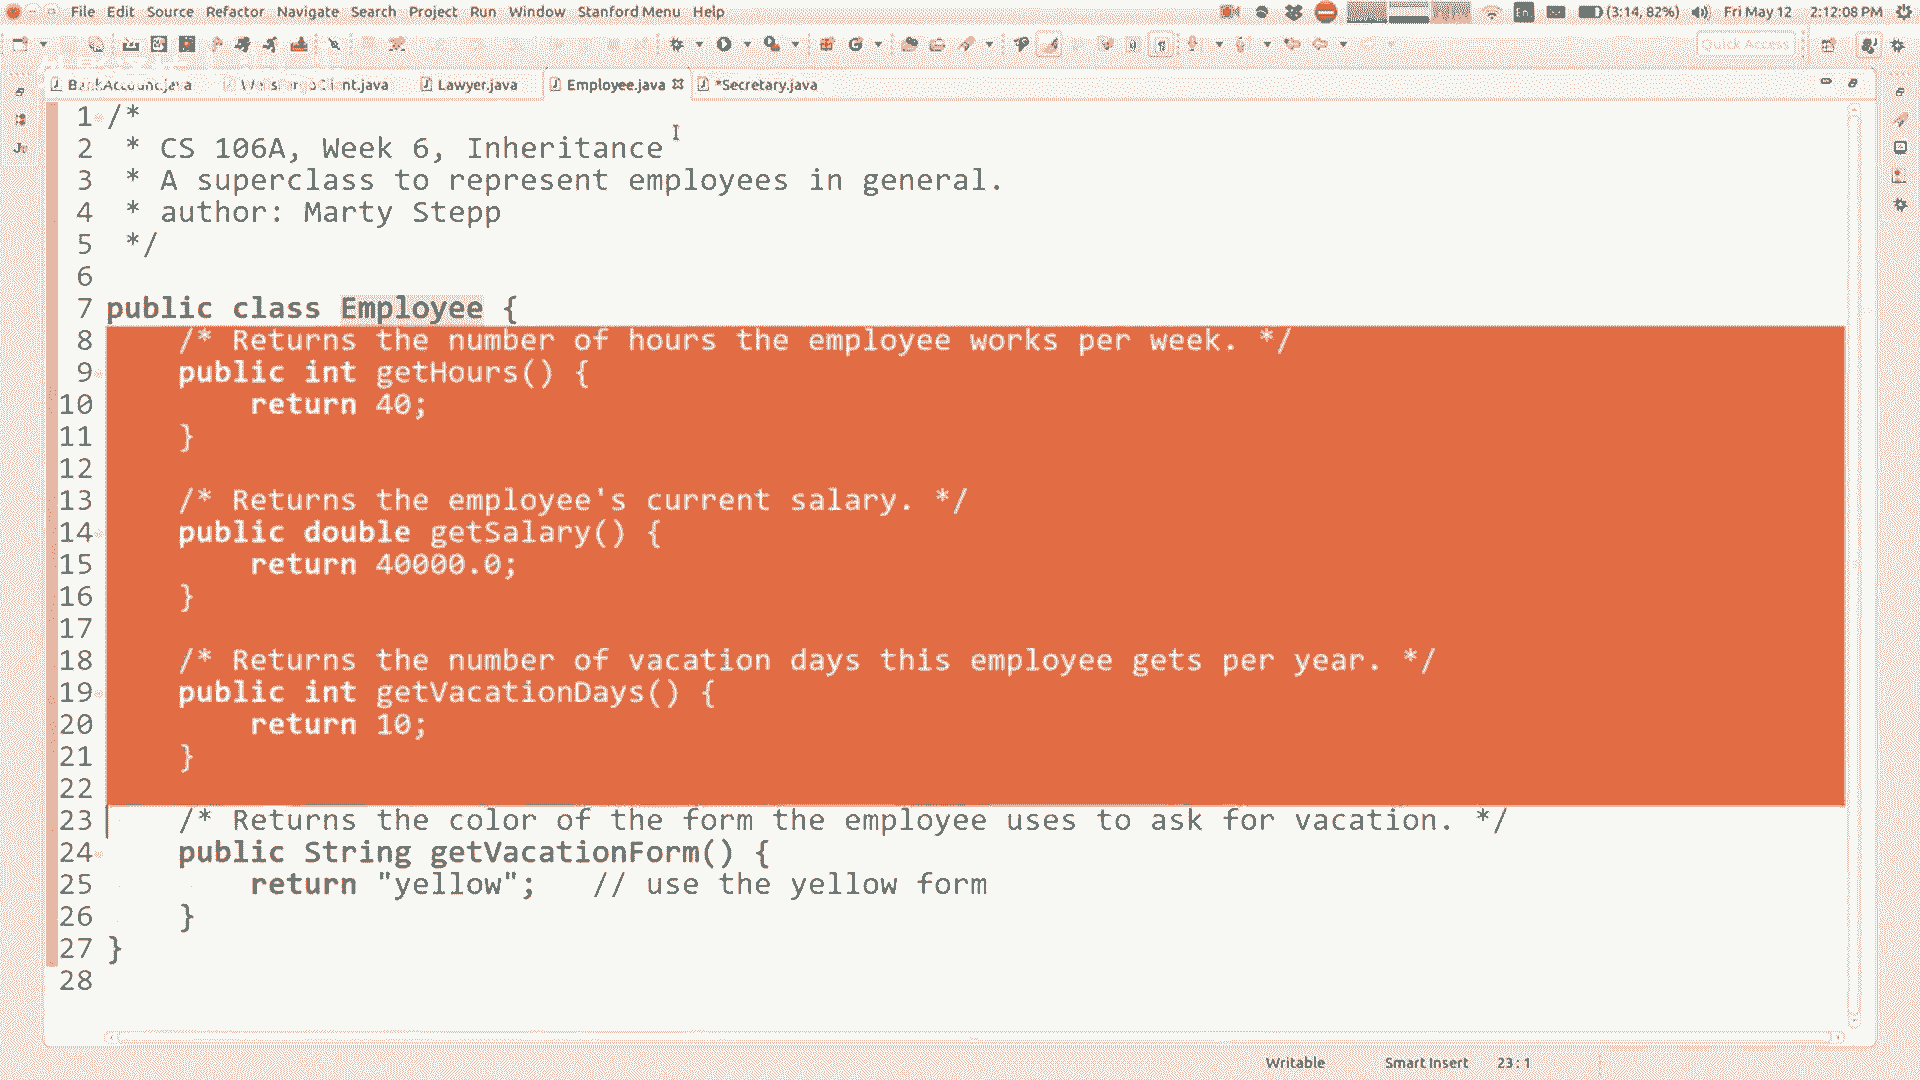 File Edit Source Refactor Navigate Search Project Run Window Stanford Menu Help
En (3:14, 82%) Fri May 12 2:12:08 PM
Quick Access
Lawyer.java Employee.java *Secretary.java
1 /*
2 * CS 106A, Week 6, Inheritance
3 * A superclass to represent employees in general.
4 * author: Marty Stepp
5 */
6
7 public class Employee {
8 /* Returns the number of hours the employee works per week. */
9 public int getHours() {
10 return 40;
11 }
12
13 /* Returns the employee's current salary. */
14 public double getSalary() {
15 return 40000.0;
16 }
17
18 /* Returns the number of vacation days this employee gets per year. */
19 public int getVacationDays() {
20 return 10;
21 }
22
23 /* Returns the color of the form the employee uses to ask for vacation. */
24 public String getVacationForm() {
25 return "yellow"; // use the yellow form
26 }
27 }
28
Writable Smart Insert 23:1